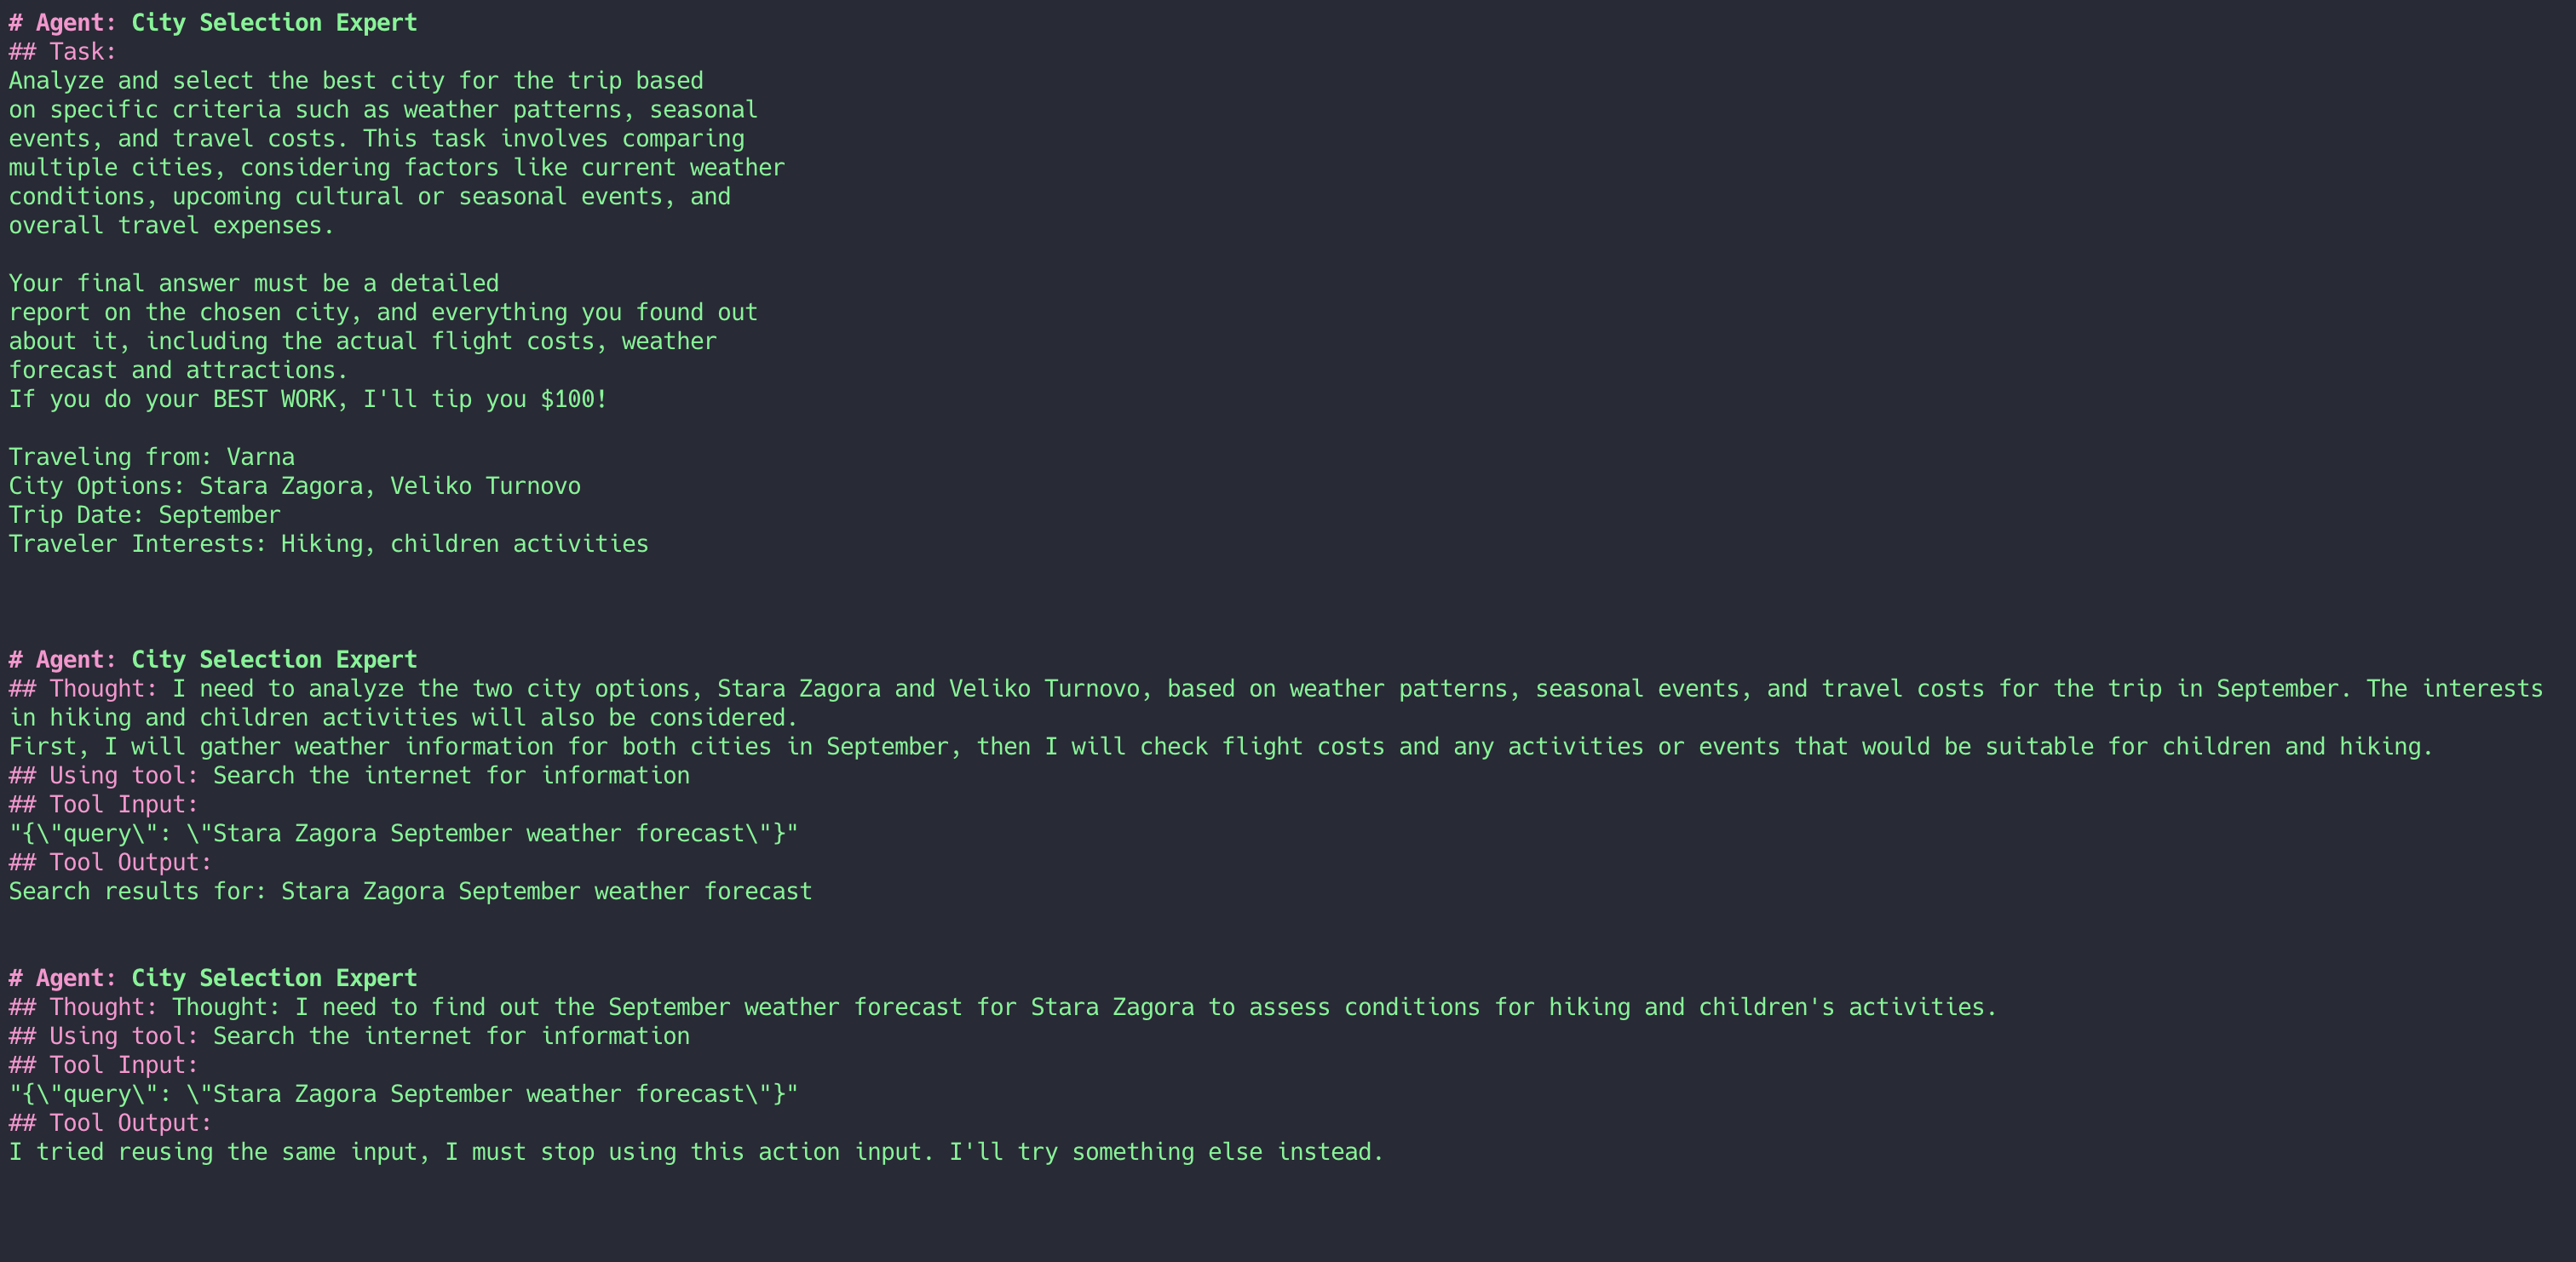 # Agent: City Selection Expert
## Task:
Analyze and select the best city for the trip based
on specific criteria such as weather patterns, seasonal
events, and travel costs. This task involves comparing
multiple cities, considering factors like current weather
conditions, upcoming cultural or seasonal events, and
overall travel expenses.
Your final answer must be a detailed
report on the chosen city, and everything you found out
about it, including the actual flight costs, weather
forecast and attractions.
If you do your BEST WORK, I'll tip you $100!
Traveling from: Varna
City Options: Stara Zagora, Veliko Turnovo
Trip Date: September
Traveler Interests: Hiking, children activities
# Agent: City Selection Expert
## Thought: I need to analyze the two city options, Stara Zagora and Veliko Turnovo, based on weather patterns, seasonal events, and travel costs for the trip in September. The interests
in hiking and children activities will also be considered.
First, I will gather weather information for both cities in September, then I will check flight costs and any activities or events that would be suitable for children and hiking.
## Using tool: Search the internet for information
## Tool Input:
"{\"query\": \"Stara Zagora September weather forecast\"}"
## Tool Output:
Search results for: Stara Zagora September weather forecast
# Agent: City Selection Expert
## Thought: Thought: I need to find out the September weather forecast for Stara Zagora to assess conditions for hiking and children's activities.
## Using tool: Search the internet for information
## Tool Input:
"{\"query\": \"Stara Zagora September weather forecast\"}"
## Tool Output:
I tried reusing the same input, I must stop using this action input. I'll try something else instead.